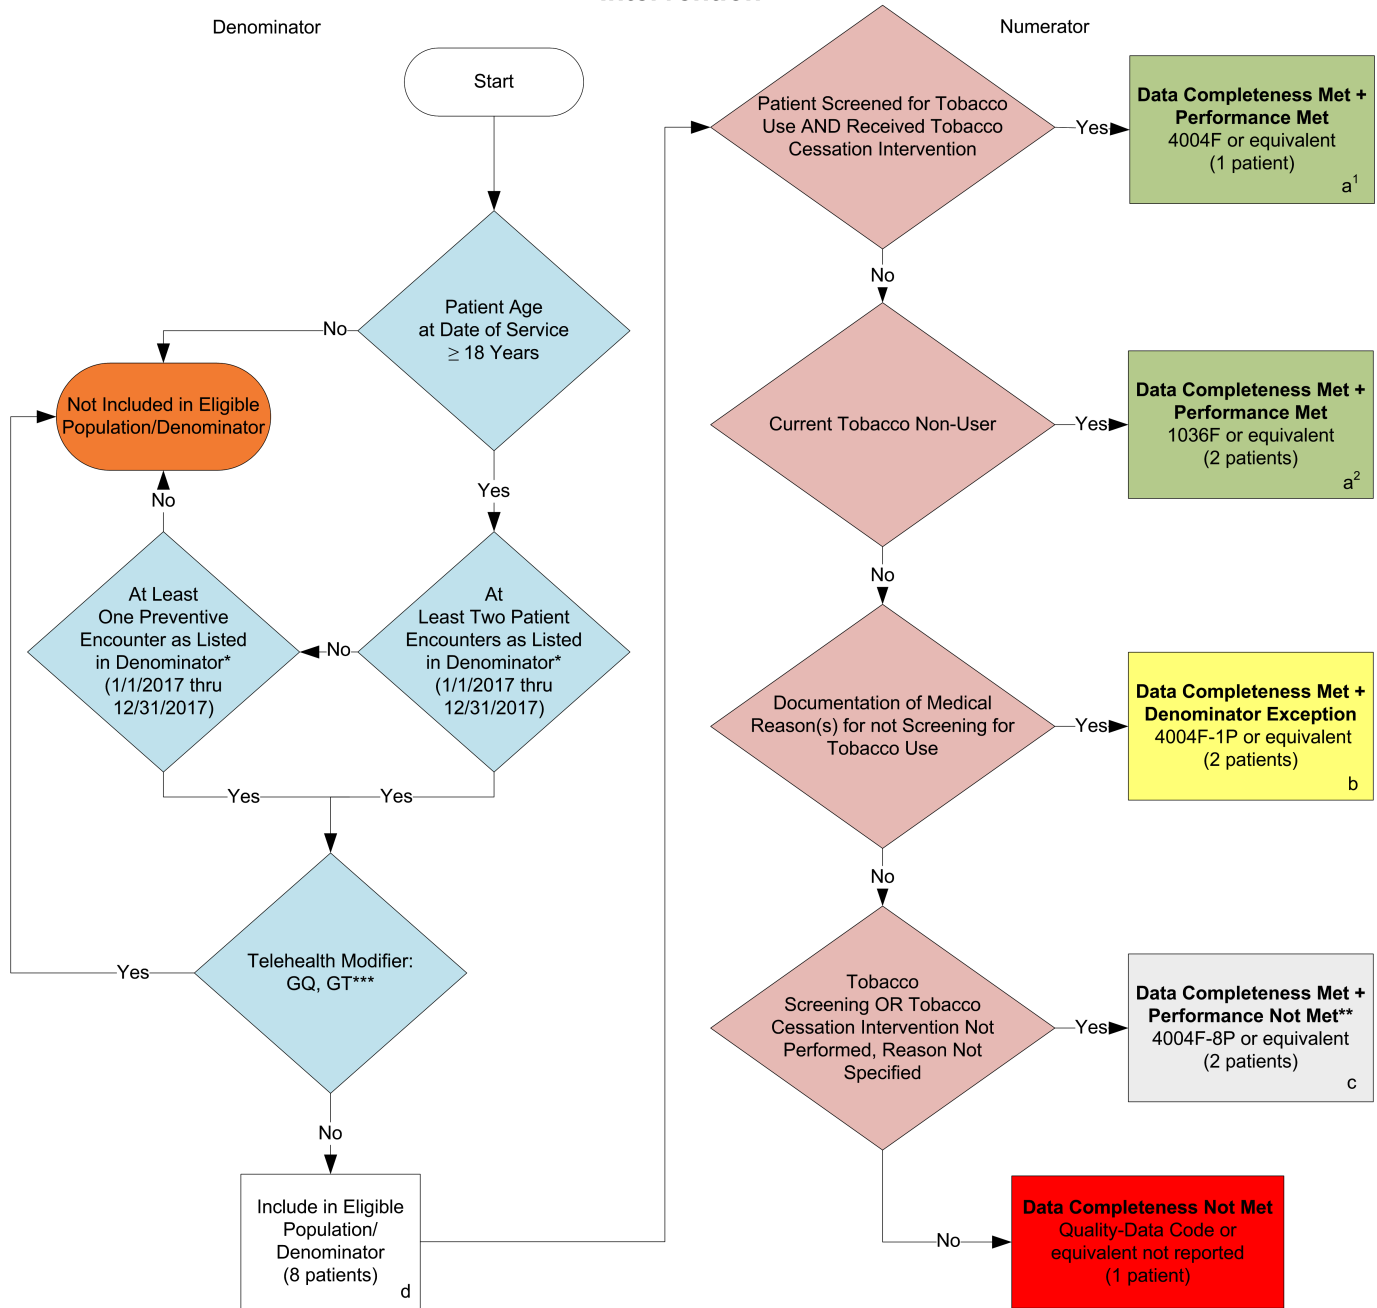 Denominator
Start
Patient Age
at Date of Service
≥ 18 Years
No
Not Included in Eligible
Population/Denominator
Yes
No
At Least
One Preventive
Encounter as Listed
in Denominator*
(1/1/2017 thru
12/31/2017)
No
At
Least Two Patient
Encounters as Listed
in Denominator*
(1/1/2017 thru
12/31/2017)
Yes
Yes
Telehealth Modifier:
GQ, GT***
Yes
No
Include in Eligible
Population/
Denominator
(8 patients)
d
Numerator
Patient Screened for Tobacco
Use AND Received Tobacco
Cessation Intervention
Yes
Data Completeness Met +
Performance Met
4004F or equivalent
(1 patient)
a¹
No
Current Tobacco Non-User
Yes
Data Completeness Met +
Performance Met
1036F or equivalent
(2 patients)
a²
No
Documentation of Medical
Reason(s) for not Screening for
Tobacco Use
Yes
Data Completeness Met +
Denominator Exception
4004F-1P or equivalent
(2 patients)
b
No
Tobacco
Screening OR Tobacco
Cessation Intervention Not
Performed, Reason Not
Specified
Yes
Data Completeness Met +
Performance Not Met**
4004F-8P or equivalent
(2 patients)
c
No
Data Completeness Not Met
Quality-Data Code or
equivalent not reported
(1 patient)